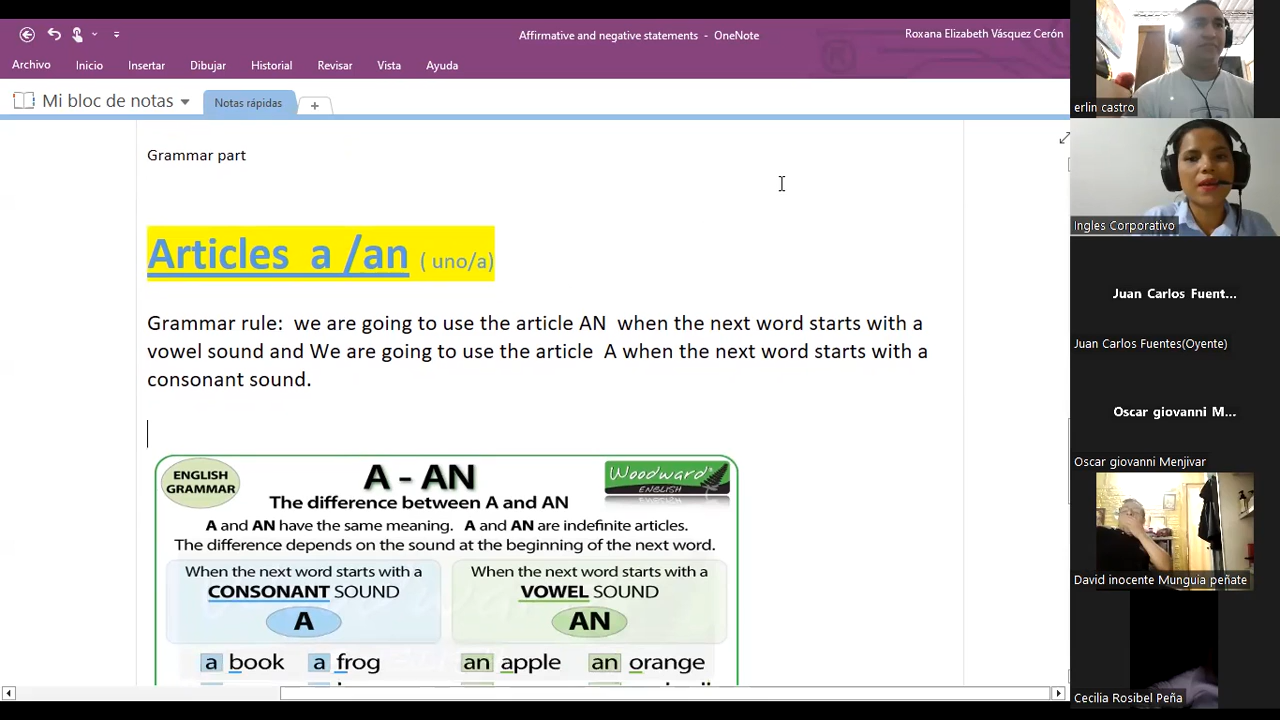 Affirmative and negative statements - OneNote
Roxana Elizabeth Vásquez Cerón
Archivo Inicio Insertar Dibujar Historial Revisar Vista Ayuda
Mi bloc de notas Notas rápidas
Grammar part
Articles a /an ( uno/a)
Grammar rule: we are going to use the article AN when the next word starts with a
vowel sound and We are going to use the article A when the next word starts with a
consonant sound.
ENGLISH
GRAMMAR
A - AN
Woodward®
ENGLISH
The difference between A and AN
A and AN have the same meaning. A and AN are indefinite articles.
The difference depends on the sound at the beginning of the next word.
When the next word starts with a
CONSONANT SOUND
A
a book a frog
When the next word starts with a
VOWEL SOUND
AN
an apple an orange
erlin castro
Ingles Corporativo
Juan Carlos Fuent...
Juan Carlos Fuentes(Oyente)
Oscar giovanni M...
Oscar giovanni Menjivar
David inocente Munguia peñate
Cecilia Rosibel Peña